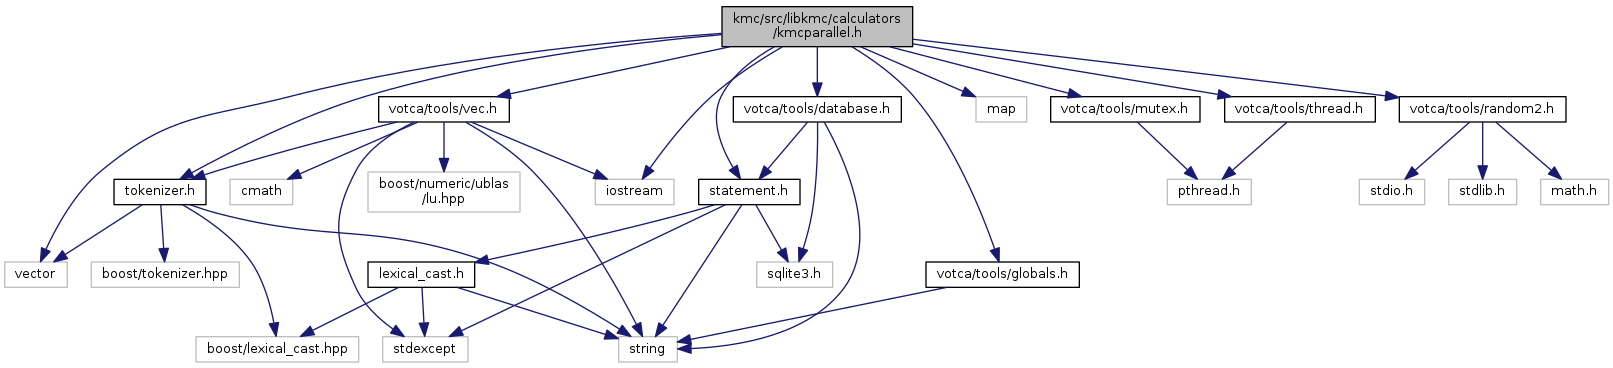 kmc/src/libkmc/calculators
/kmcparallel.h
votca/tools/vec.h
votca/tools/database.h
map
votca/tools/mutex.h
votca/tools/thread.h
votca/tools/random2.h
tokenizer.h
cmath
boost/numeric/ublas
/lu.hpp
iostream
statement.h
pthread.h
stdio.h
stdlib.h
math.h
vector
boost/tokenizer.hpp
lexical_cast.h
sqlite3.h
votca/tools/globals.h
boost/lexical_cast.hpp
stdexcept
string